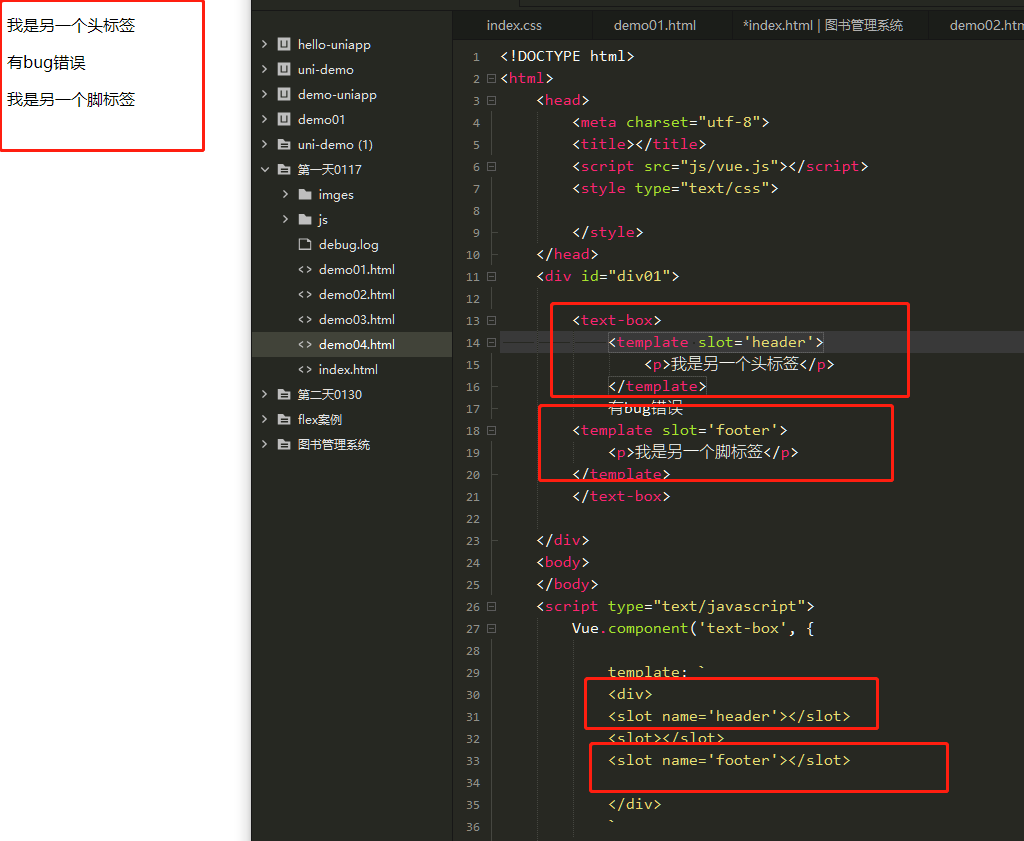 我是另一个头标签
有bug错误
我是另一个脚标签
hello-uniapp
uni-demo
demo-uniapp
demo01
uni-demo (1)
第一天0117
imges
js
debug.log
demo01.html
demo02.html
demo03.html
demo04.html
index.html
第二天0130
flex案例
图书管理系统
index.css
demo01.html
*index.html | 图书管理系统
demo02.htm
1 <!DOCTYPE html>
2 <html>
3 <head>
4 <meta charset="utf-8">
5 <title></title>
6 <script src="js/vue.js"></script>
7 <style type="text/css">
8
9 </style>
10 </head>
11 <div id="div01">
12
13 <text-box>
14 <template slot='header'>
15 <p>我是另一个头标签</p>
16 </template>
17 有bug错误
18 <template slot='footer'>
19 <p>我是另一个脚标签</p>
20 </template>
21 </text-box>
22
23 </div>
24 <body>
25 </body>
26 <script type="text/javascript">
27 Vue.component('text-box', {
28
29 template: `
30 <div>
31 <slot name='header'></slot>
32 <slot></slot>
33 <slot name='footer'></slot>
34
35 </div>
36 `